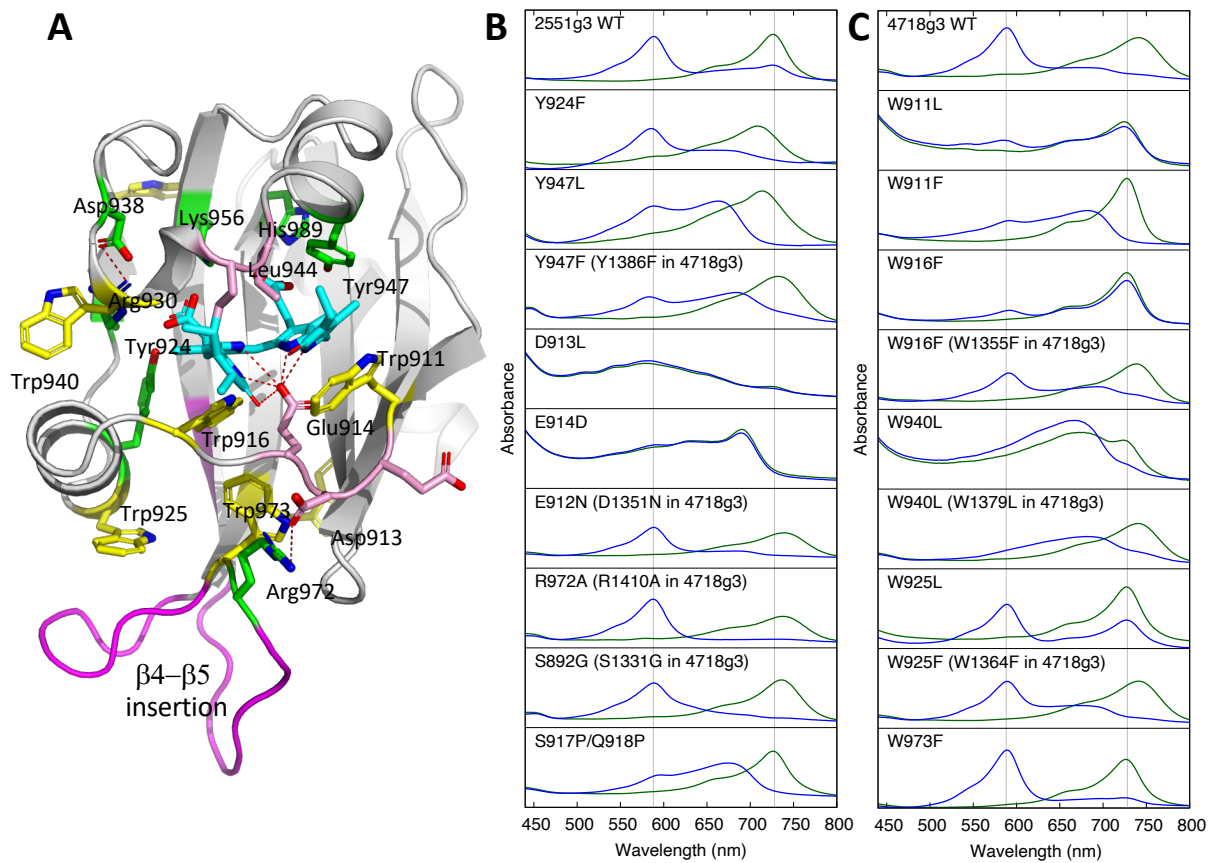 A
Asp938
Lys956
His989
Leu944
Arg930
Tyr947
Tyr924
Trp911
Trp940
Trp916
Glu914
Trp925
Trp973
Asp913
Arg972
β4–β5
insertion
B
2551g3 WT
Y924F
Y947L
Y947F (Y1386F in 4718g3)
D913L
E914D
E912N (D1351N in 4718g3)
R972A (R1410A in 4718g3)
S892G (S1331G in 4718g3)
S917P/Q918P
Absorbance
450 500 550 600 650 700 750 800
Wavelength (nm)
C
4718g3 WT
W911L
W911F
W916F
W916F (W1355F in 4718g3)
W940L
W940L (W1379L in 4718g3)
W925L
W925F (W1364F in 4718g3)
W973F
Absorbance
450 500 550 600 650 700 750 800
Wavelength (nm)